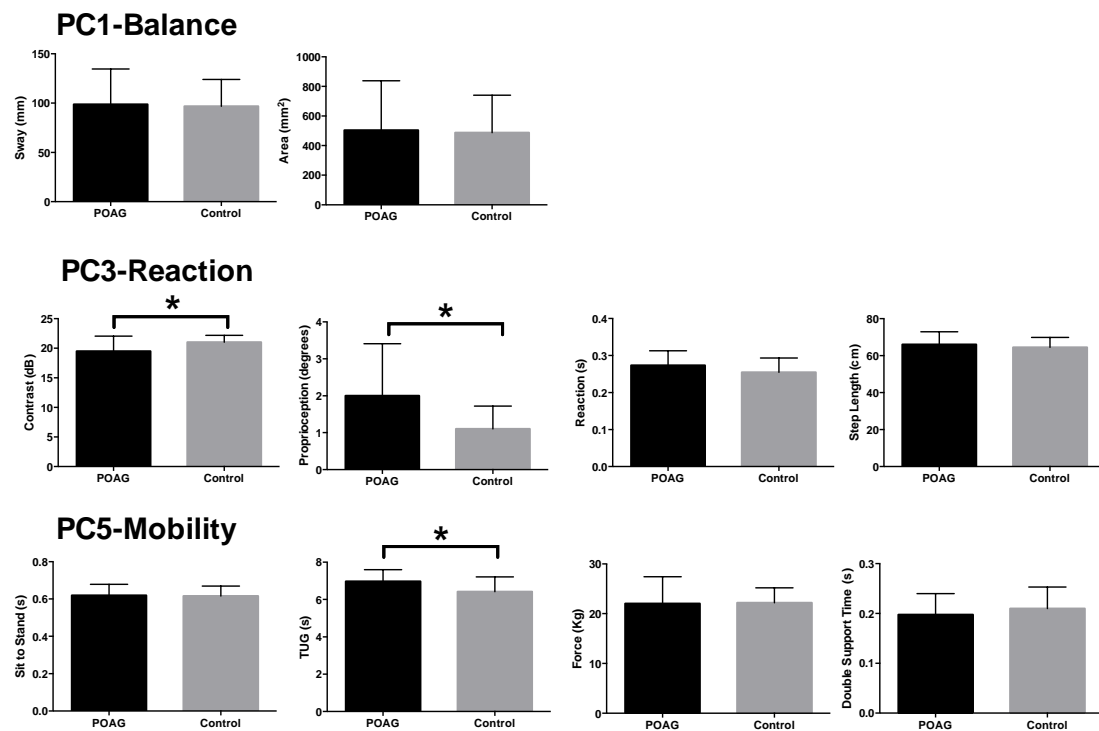 PC1-Balance
Sway (mm)
150
100
50
0
POAG Control
Area (mm²)
1000
800
600
400
200
0
POAG Control
PC3-Reaction
*
Contrast (dB)
25
20
15
10
5
0
POAG Control
*
Proprioception (degrees)
4
3
2
1
0
POAG Control
Reaction (s)
0.4
0.3
0.2
0.1
0.0
POAG Control
Step Length (cm)
80
60
40
20
0
POAG Control
PC5-Mobility
Sit to Stand (s)
0.8
0.6
0.4
0.2
0.0
POAG Control
*
TUG (s)
8
6
4
2
0
POAG Control
Force (Kg)
30
20
10
0
POAG Control
Double Support Time (s)
0.3
0.2
0.1
0.0
POAG Control